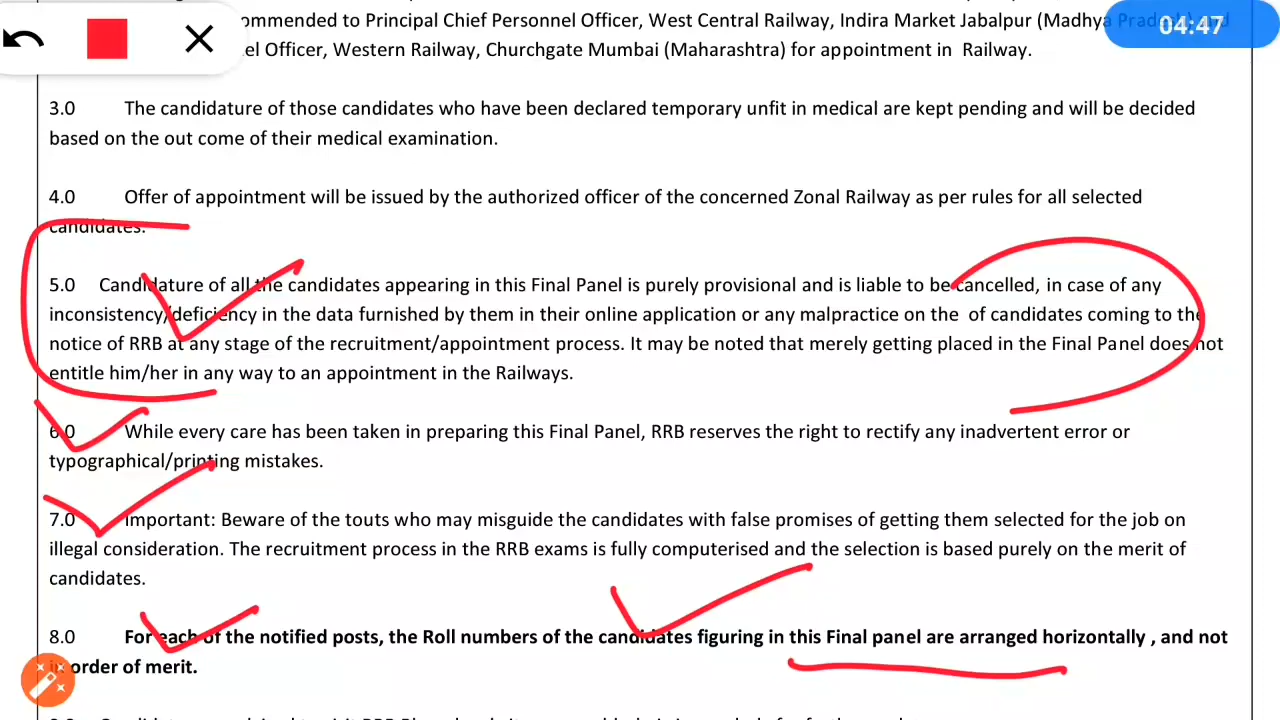 ommended to Principal Chief Personnel Officer, West Central Railway, Indira Market Jabalpur (Madhya Pradesh) and
04:47
el Officer, Western Railway, Churchgate Mumbai (Maharashtra) for appointment in Railway.
3.0 The candidature of those candidates who have been declared temporary unfit in medical are kept pending and will be decided
based on the out come of their medical examination.
4.0 Offer of appointment will be issued by the authorized officer of the concerned Zonal Railway as per rules for all selected
candidates.
5.0 Candidature of all the candidates appearing in this Final Panel is purely provisional and is liable to be cancelled, in case of any
inconsistency/deficiency in the data furnished by them in their online application or any malpractice on the of candidates coming to the
notice of RRB at any stage of the recruitment/appointment process. It may be noted that merely getting placed in the Final Panel does not
entitle him/her in any way to an appointment in the Railways.
6.0 While every care has been taken in preparing this Final Panel, RRB reserves the right to rectify any inadvertent error or
typographical/printing mistakes.
7.0 Important: Beware of the touts who may misguide the candidates with false promises of getting them selected for the job on
illegal consideration. The recruitment process in the RRB exams is fully computerised and the selection is based purely on the merit of
candidates.
8.0 For each of the notified posts, the Roll numbers of the candidates figuring in this Final panel are arranged horizontally , and not
in order of merit.